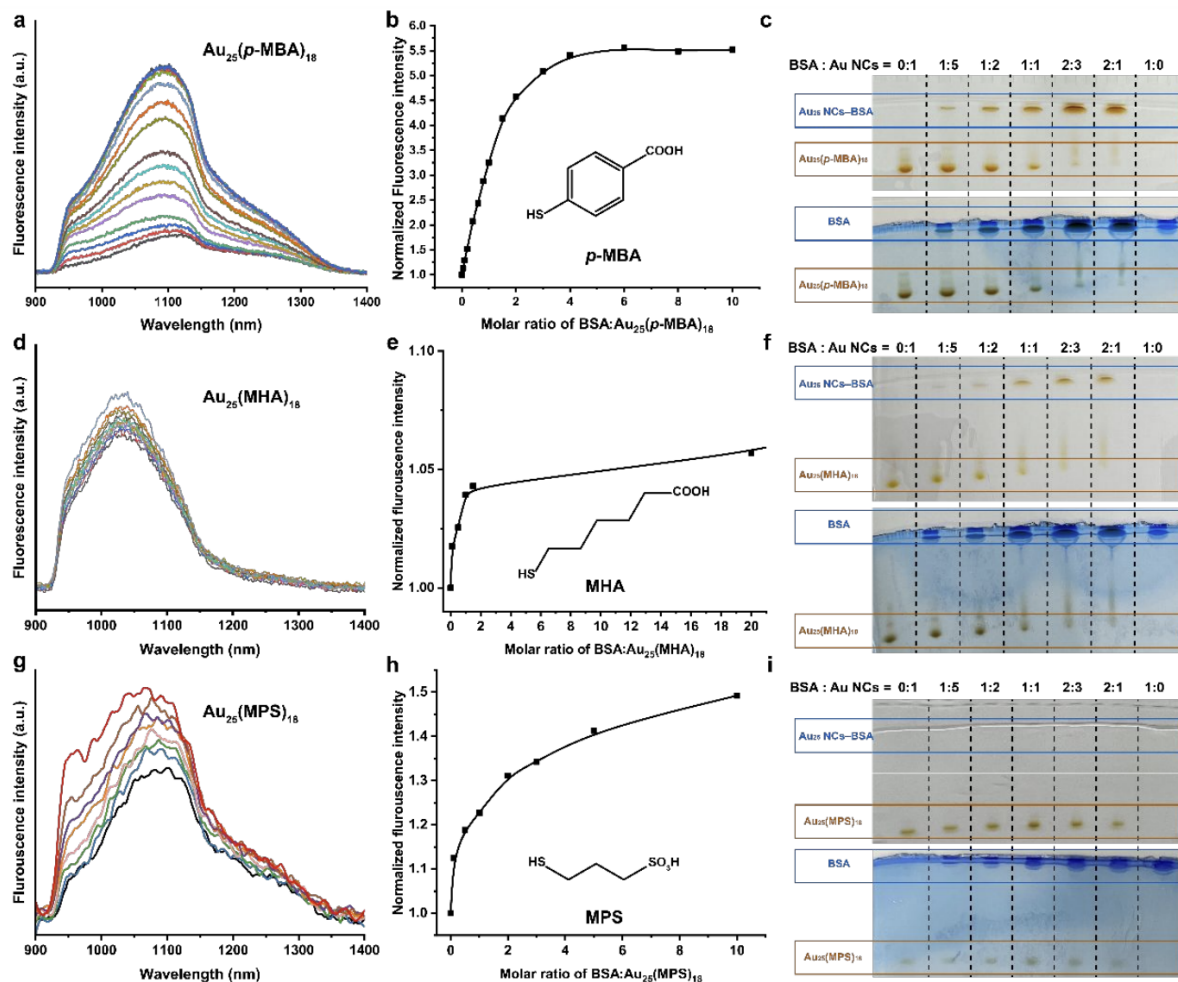 a
Au₂₅(p-MBA)₁₈
Fluorescence intensity (a.u.)
900 1000 1100 1200 1300 1400
Wavelength (nm)
b
Normalized Fluorescence intensity
5.5
5.0
4.5
4.0
3.5
3.0
2.5
2.0
1.5
1.0
COOH
HS
p-MBA
0 2 4 6 8 10
Molar ratio of BSA:Au₂₅(p-MBA)₁₈
c
BSA : Au NCs = 0:1 1:5 1:2 1:1 2:3 2:1 1:0
Au₂₅ NCs–BSA
Au₂₅(p-MBA)₁₈
BSA
Au₂₅(p-MBA)₁₈
d
Au₂₅(MHA)₁₈
Fluorescence intensity (a.u.)
900 1000 1100 1200 1300 1400
Wavelength (nm)
e
Normalized flurouscence intensity
1.10
1.05
1.00
COOH
HS
MHA
0 2 4 6 8 10 12 14 16 18 20
Molar ratio of BSA:Au₂₅(MHA)₁₈
f
BSA : Au NCs = 0:1 1:5 1:2 1:1 2:3 2:1 1:0
Au₂₅ NCs–BSA
Au₂₅(MHA)₁₈
BSA
Au₂₅(MHA)₁₈
g
Au₂₅(MPS)₁₈
Flurouscence intensity (a.u.)
900 1000 1100 1200 1300 1400
Wavelength (nm)
h
Normalized flurouscence intensity
1.5
1.4
1.3
1.2
1.1
1.0
HS
SO₃H
MPS
0 2 4 6 8 10
Molar ratio of BSA:Au₂₅(MPS)₁₈
i
BSA : Au NCs = 0:1 1:5 1:2 1:1 2:3 2:1 1:0
Au₂₅ NCs–BSA
Au₂₅(MPS)₁₈
BSA
Au₂₅(MPS)₁₈